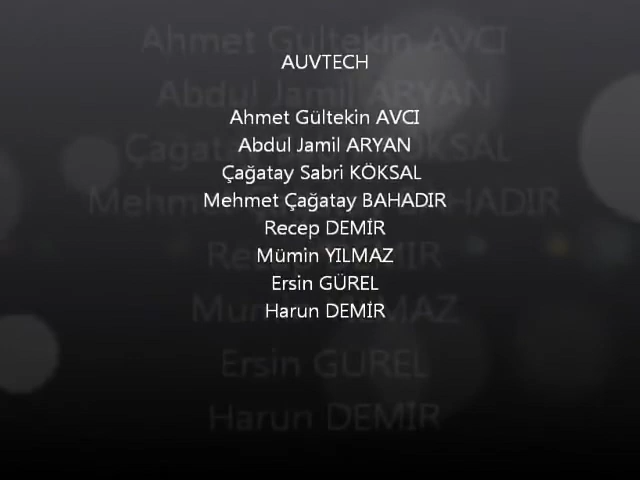 AUVTECH
Ahmet Gültekin AVCI
Abdul Jamil ARYAN
Çağatay Sabri KÖKSAL
Mehmet Çağatay BAHADIR
Recep DEMİR
Mümin YILMAZ
Ersin GÜREL
Harun DEMİR